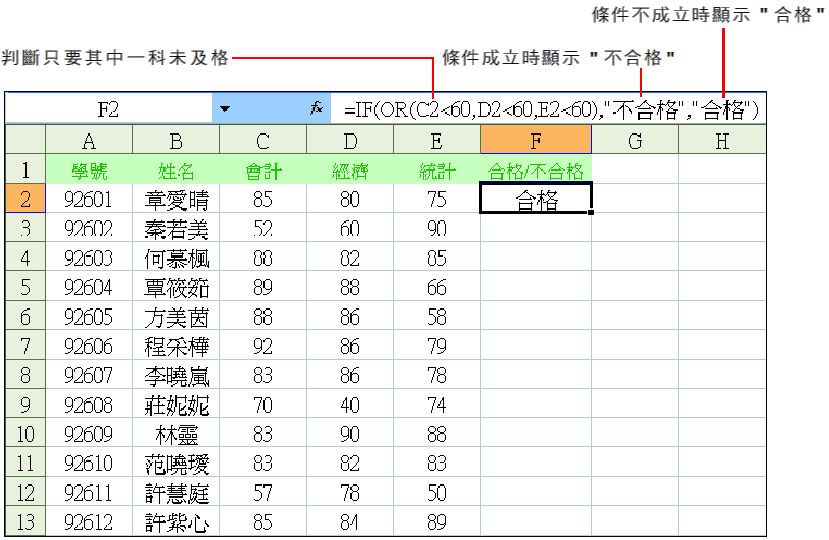 條件不成立時顯示 "合格"
判斷只要其中一科未及格 條件成立時顯示 "不合格"
F2 fx =IF(OR(C2<60,D2<60,E2<60),"不合格","合格")
A B C D E F G H
1 學號 姓名 會計 經濟 統計 合格/不合格
2 92601 章愛晴 85 80 75 合格
3 92602 秦若美 52 60 90
4 92603 何慕楓 88 82 85
5 92604 覃筱筎 89 88 66
6 92605 方美茵 88 86 58
7 92606 程采樺 92 86 79
8 92607 李曉嵐 83 86 78
9 92608 莊妮妮 70 40 74
10 92609 林靈 83 90 88
11 92610 范曉璦 83 82 83
12 92611 許慧庭 57 78 50
13 92612 許紫心 85 84 89